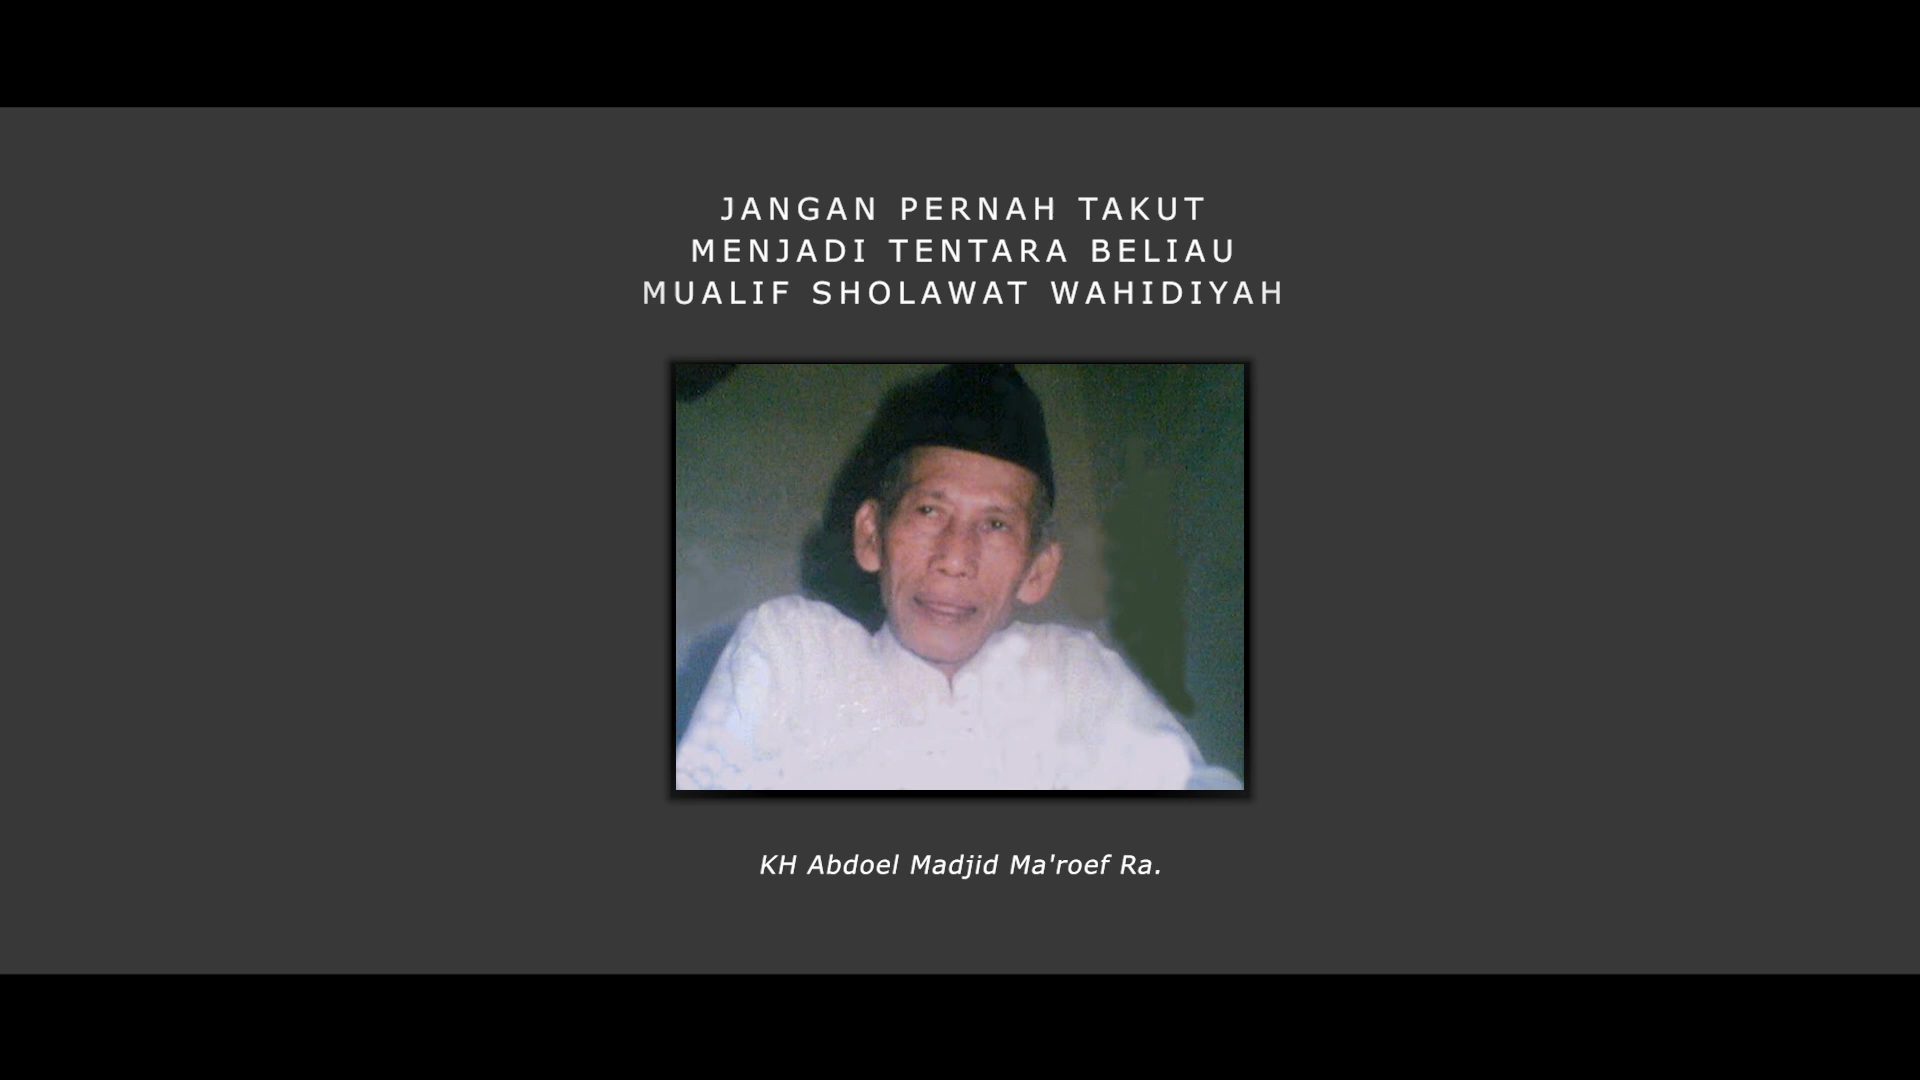 JANGAN PERNAH TAKUT
MENJADI TENTARA BELIAU
MUALIF SHOLAWAT WAHIDIYAH
KH Abdoel Madjid Ma'roef Ra.